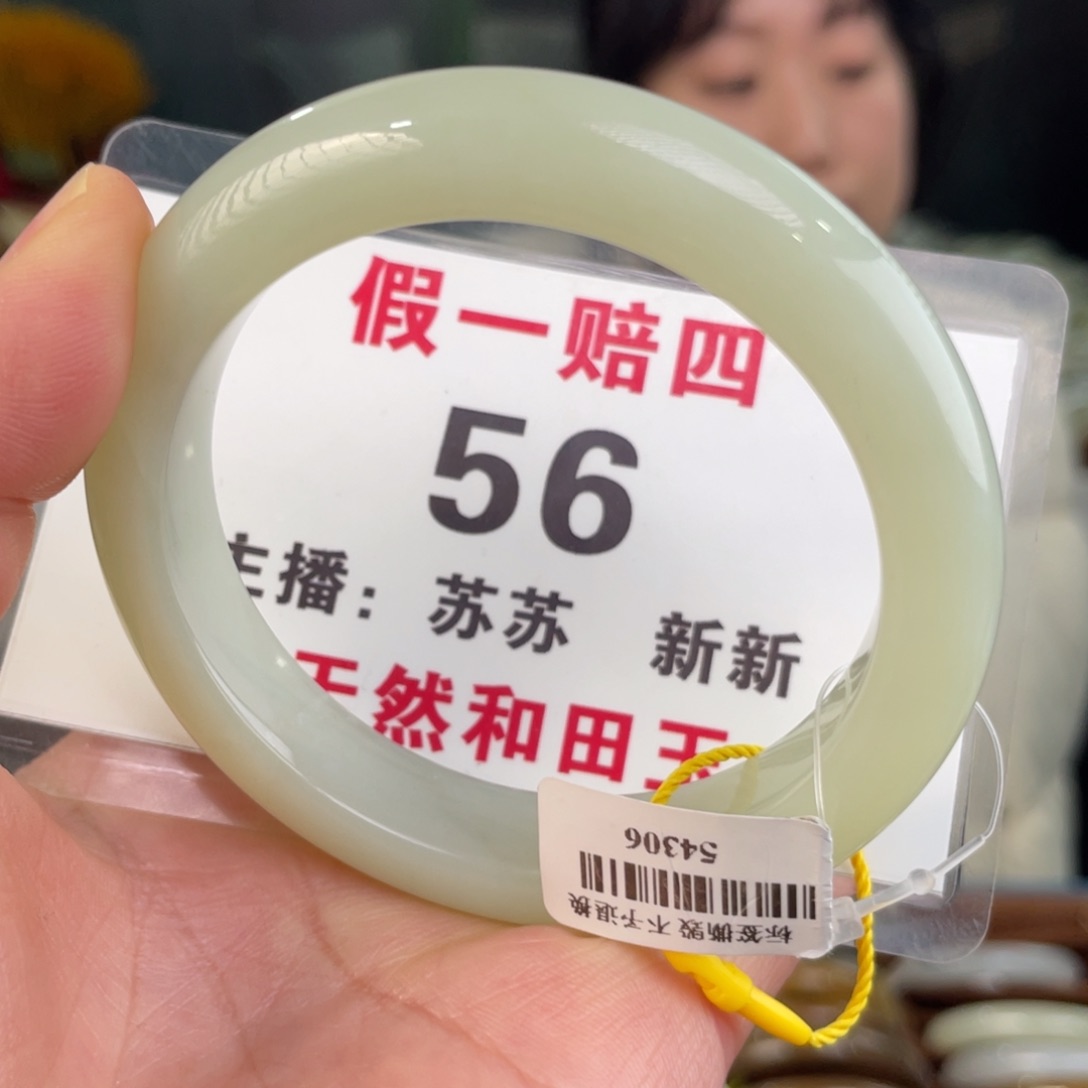 假一赔四
56
主播：苏苏 新新
天然和田玉
54306
标签撕毁 不予退换